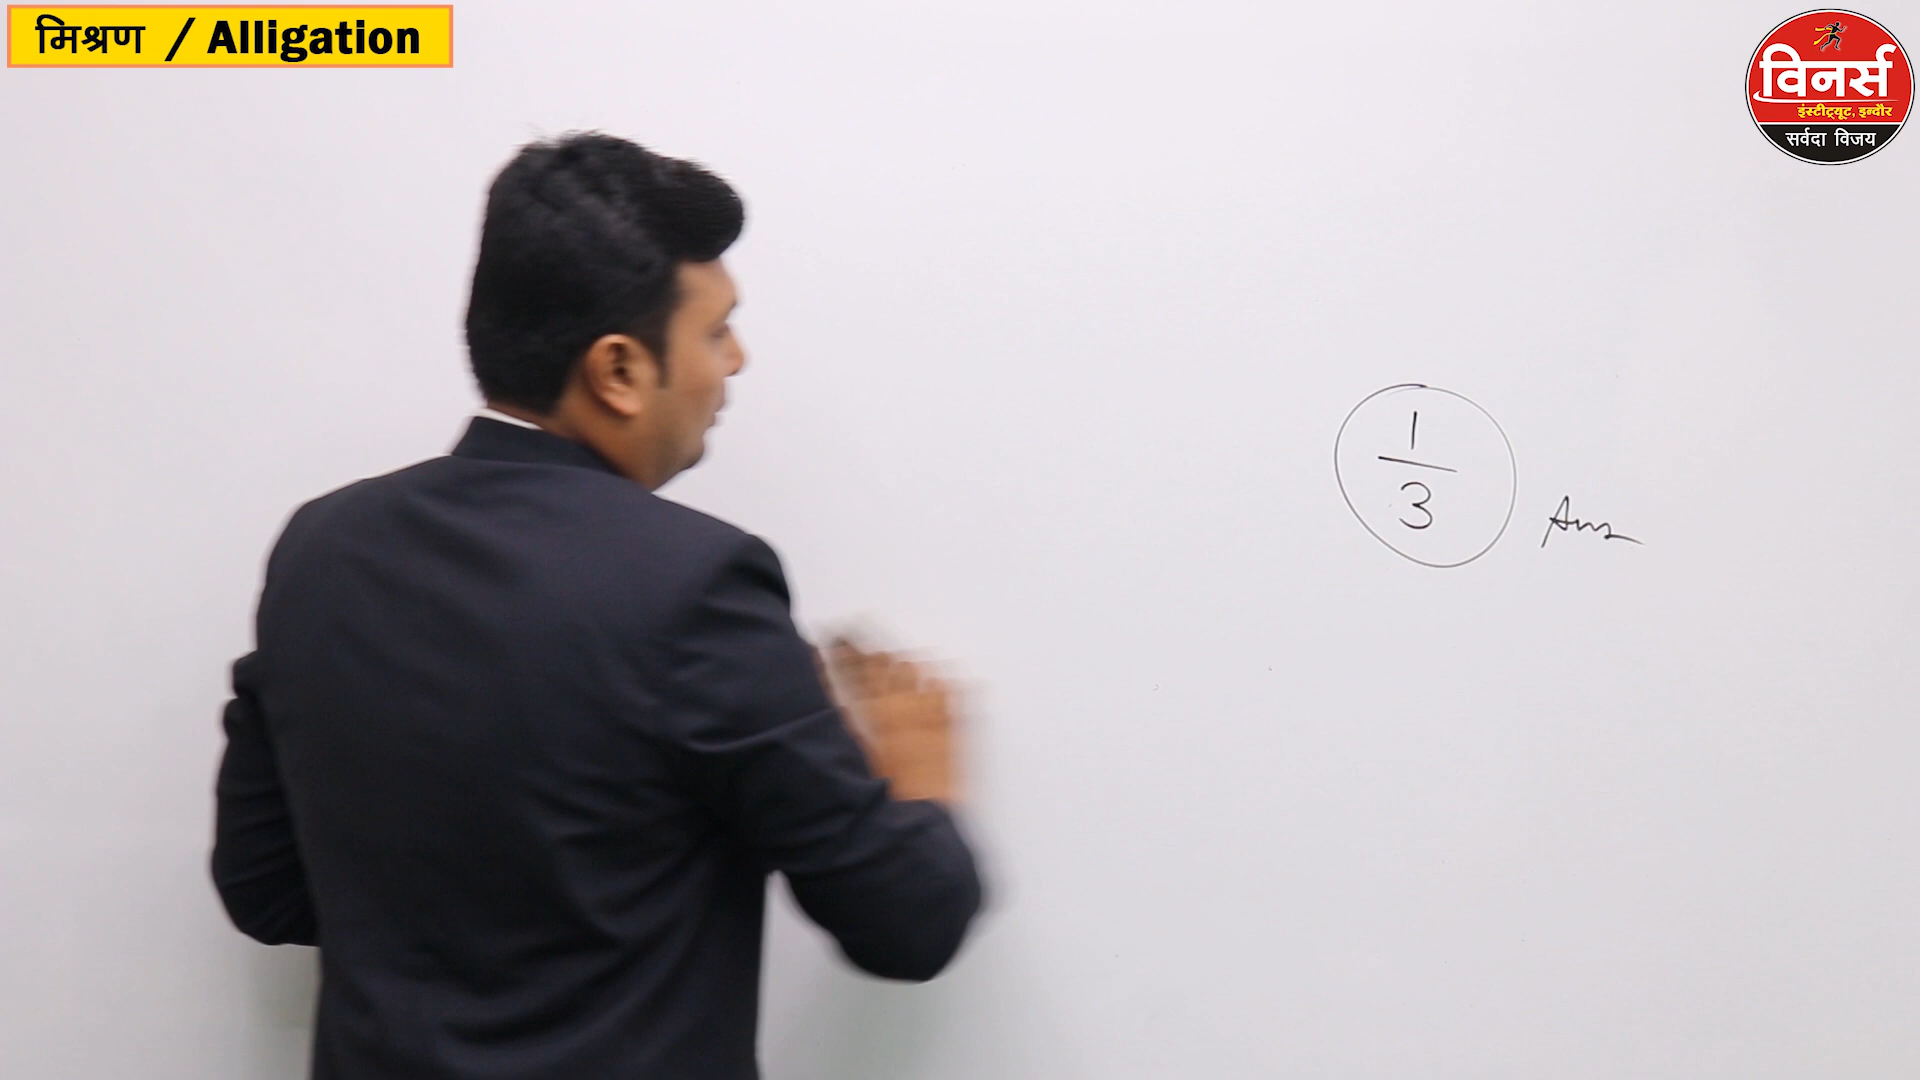 मिश्रण / Alligation
विनर्स
इंस्टीट्यूट, इन्दौर
सर्वदा विजय
1
3
Ans